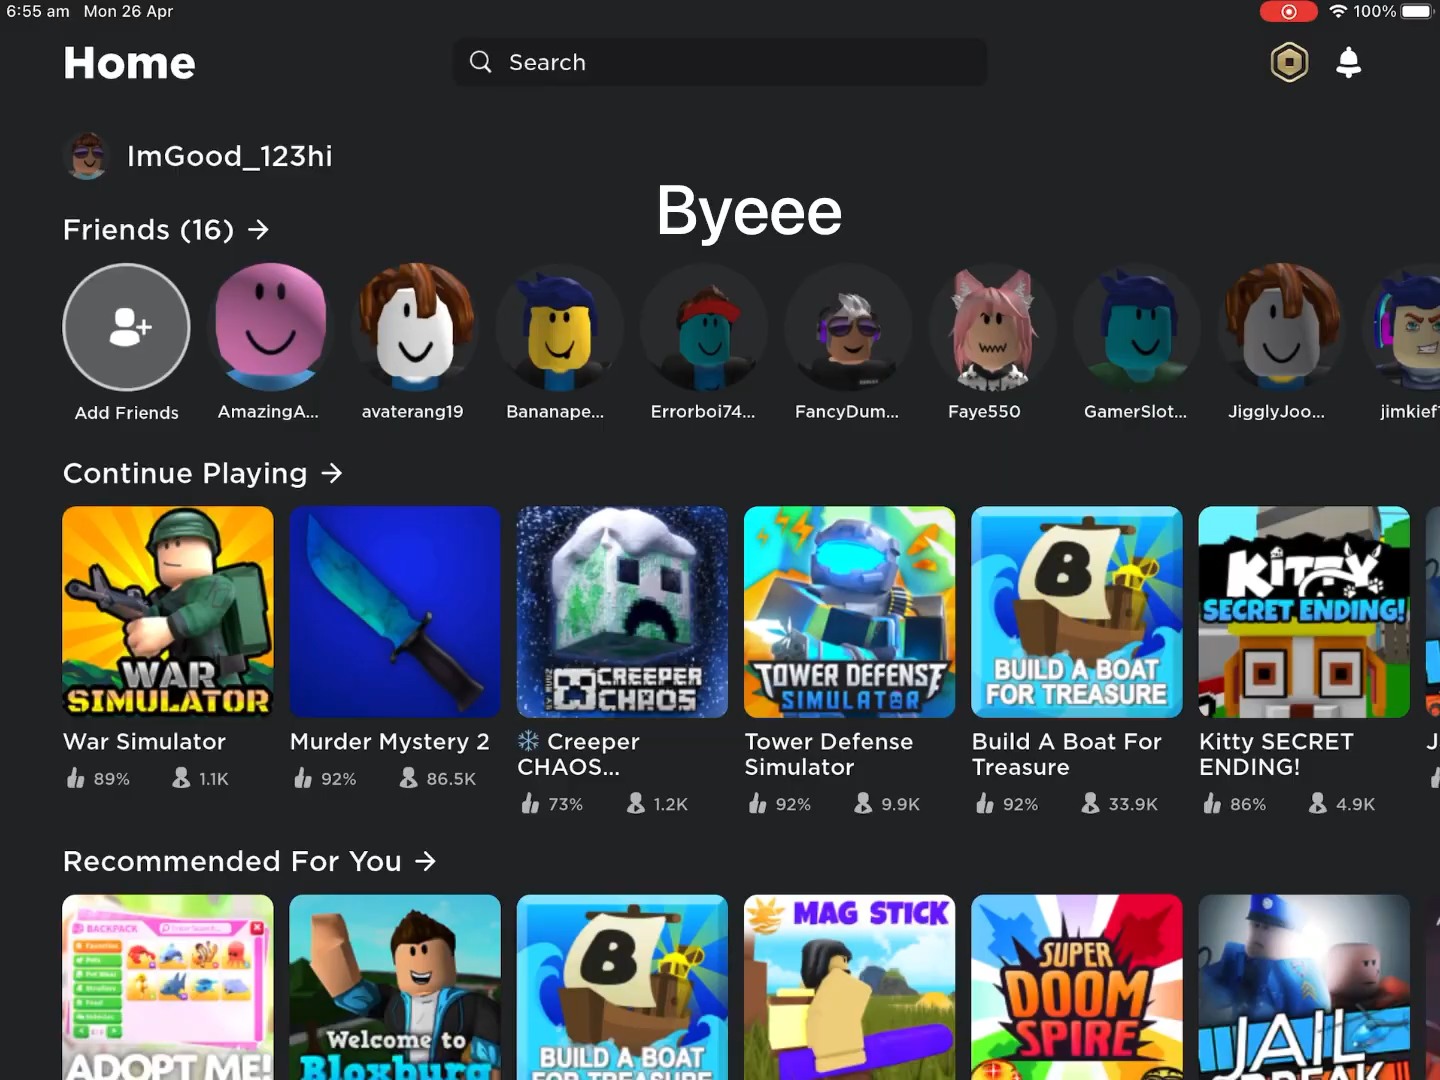 6:55 am Mon 26 Apr 100%
Home
Search
ImGood_123hi
Byeee
Friends (16)
Add Friends
AmazingA...
avaterang19
Bananape...
Errorboi74...
FancyDum...
Faye550
GamerSlot...
JigglyJoo...
Continue Playing
WAR
SIMULATOR
CREEPER
CHAOS
TOWER DEFENSE
SIMULATOR
B
BUILD A BOAT
FOR TREASURE
KITTY
SECRET ENDING!
War Simulator
89% 1.1K
Murder Mystery 2
92% 86.5K
Creeper
CHAOS...
73% 1.2K
Tower Defense
Simulator
92% 9.9K
Build A Boat For
Treasure
92% 33.9K
Kitty SECRET
ENDING!
86% 4.9K
Recommended For You
BACKPACK
ADOPT ME!
Welcome to
Bloxburg
B
BUILD A BOAT
FOR TREASURE
MAG STICK
SUPER
DOOM
SPIRE
JAIL
BREAK